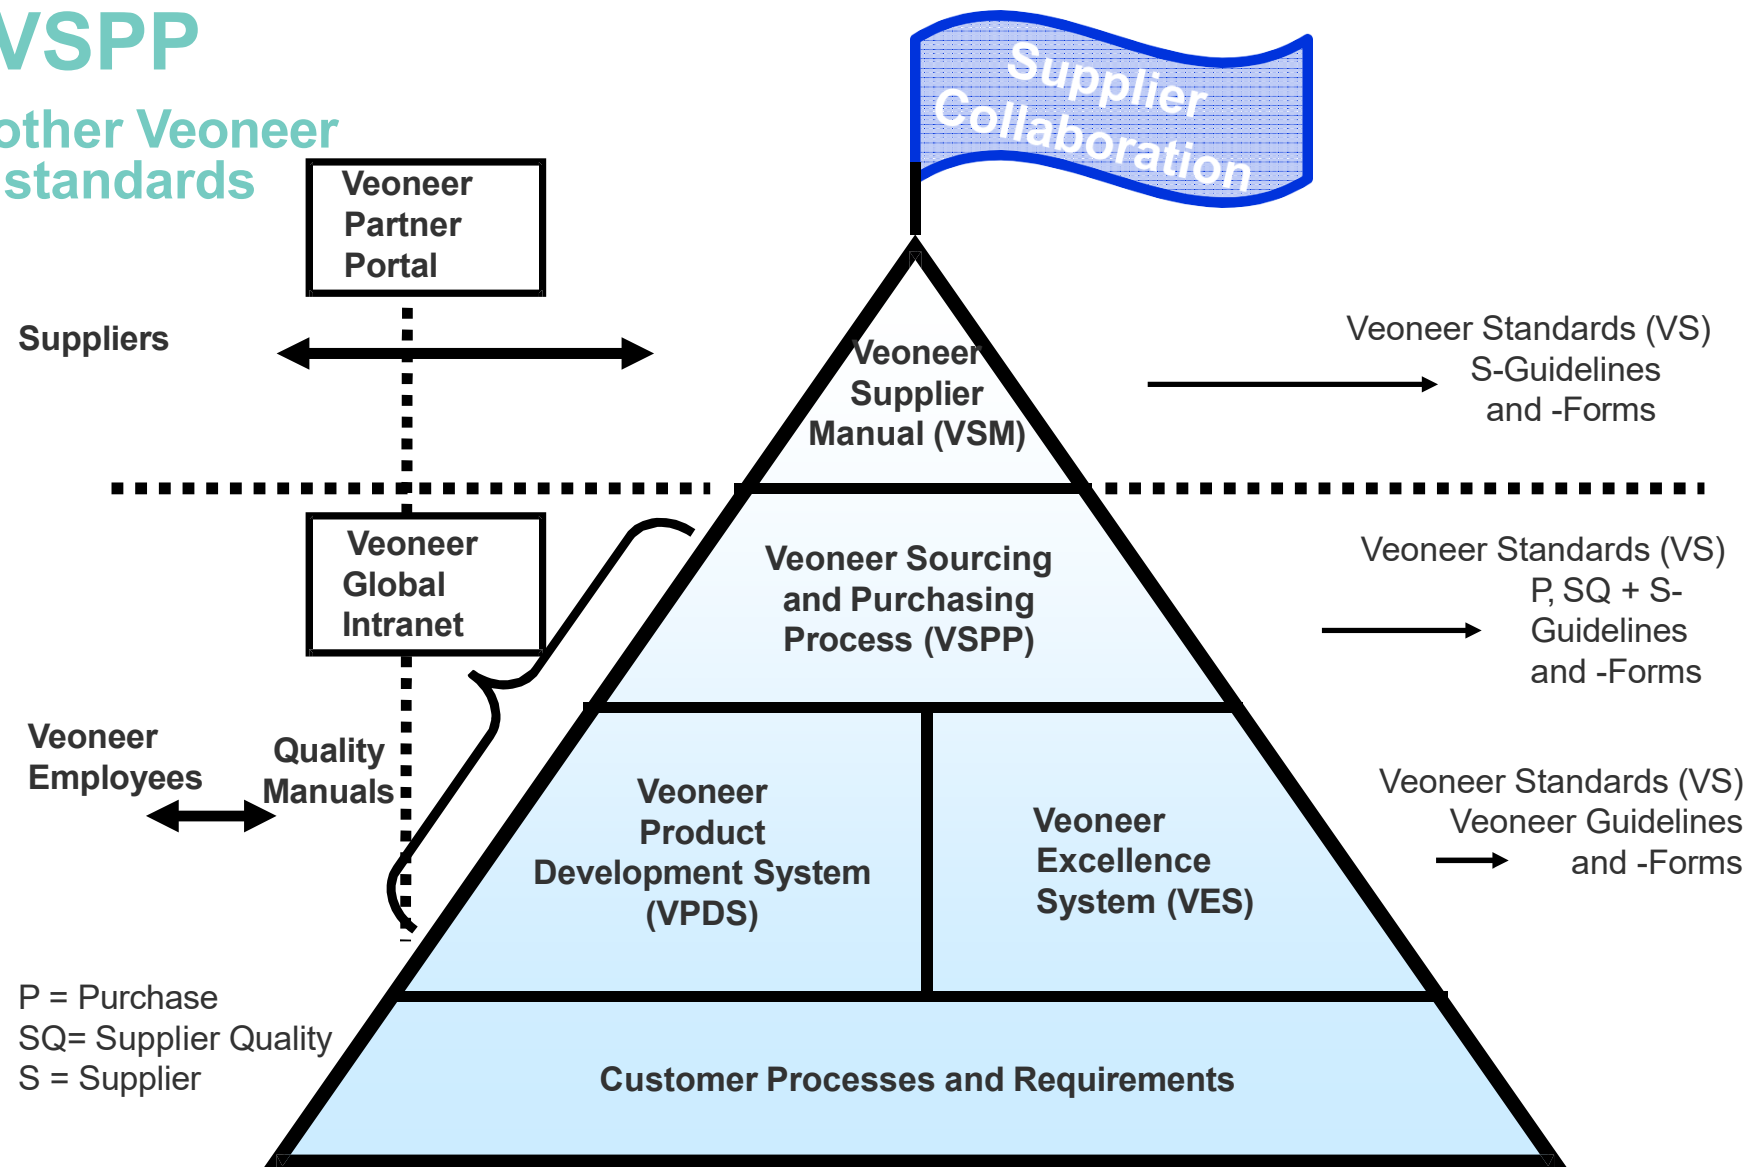 VSPP
other Veoneer
standards
Supplier
Collaboration
Veoneer
Partner
Portal
Suppliers
Veoneer
Supplier
Manual (VSM)
Veoneer Standards (VS)
S-Guidelines
and -Forms
Veoneer
Global
Intranet
Veoneer Sourcing
and Purchasing
Process (VSPP)
Veoneer Standards (VS)
P, SQ + S-
Guidelines
and -Forms
Veoneer
Employees
Quality
Manuals
Veoneer
Product
Development System
(VPDS)
Veoneer
Excellence
System (VES)
Veoneer Standards (VS)
Veoneer Guidelines
and -Forms
P = Purchase
SQ= Supplier Quality
S = Supplier
Customer Processes and Requirements